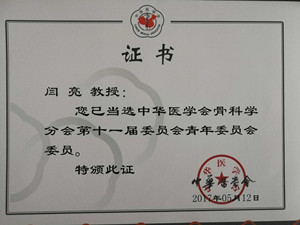 证书
闫 亮 教授：
您已当选中华医学会骨科学
分会第十一届委员会青年委员会
委员。
特颁此证
中华医学会
2017年05月12日